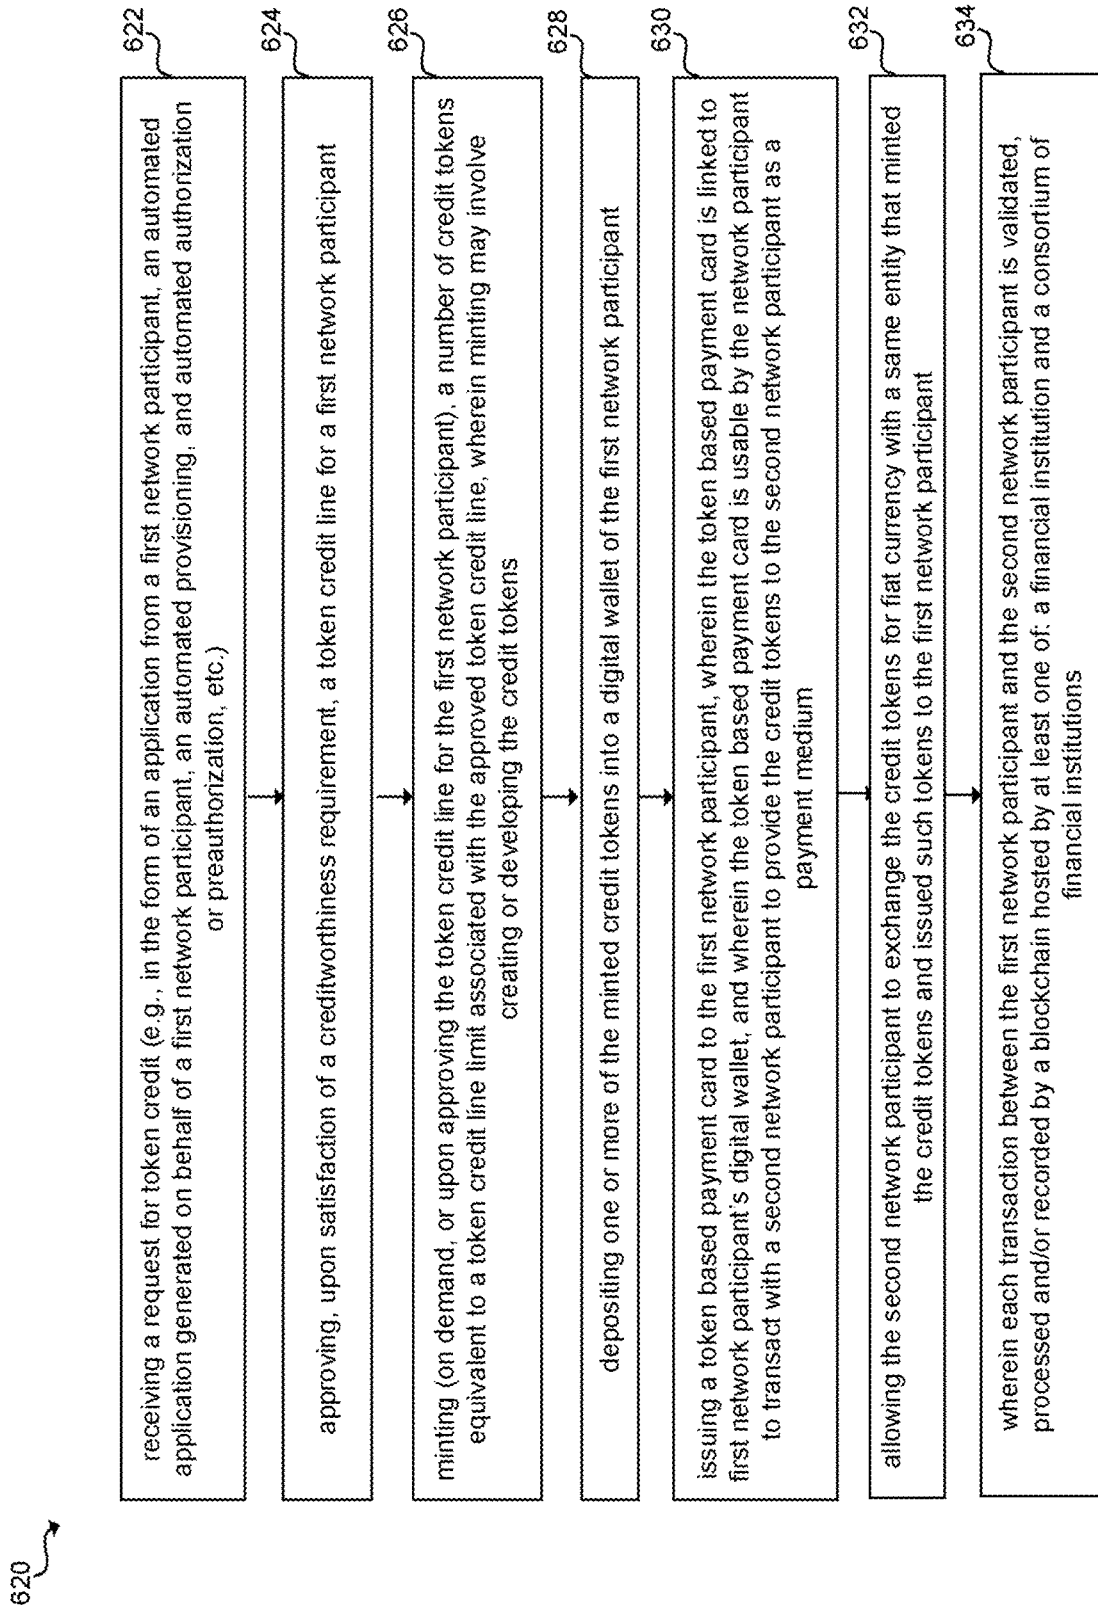 620
622
receiving a request for token credit (e.g., in the form of an application from a first network participant, an automated
application generated on behalf of a first network participant, an automated provisioning, and automated authorization
or preauthorization, etc.)
624
approving, upon satisfaction of a creditworthiness requirement, a token credit line for a first network participant
626
minting (on demand, or upon approving the token credit line for the first network participant), a number of credit tokens
equivalent to a token credit line limit associated with the approved token credit line, wherein minting may involve
creating or developing the credit tokens
628
depositing one or more of the minted credit tokens into a digital wallet of the first network participant
630
issuing a token based payment card to the first network participant, wherein the token based payment card is linked to
first network participant's digital wallet, and wherein the token based payment card is usable by the network participant
to transact with a second network participant to provide the credit tokens to the second network participant as a
payment medium
632
allowing the second network participant to exchange the credit tokens for fiat currency with a same entity that minted
the credit tokens and issued such tokens to the first network participant
634
wherein each transaction between the first network participant and the second network participant is validated,
processed and/or recorded by a blockchain hosted by at least one of: a financial institution and a consortium of
financial institutions